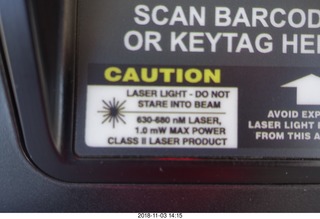 SCAN BARCOD
OR KEYTAG HE
CAUTION
LASER LIGHT - DO NOT
STARE INTO BEAM
630-680 nM LASER,
1.0 mW MAX POWER
CLASS II LASER PRODUCT
AVOID EXP
LASER LIGHT I
FROM THIS A
2018-11-03 14:15